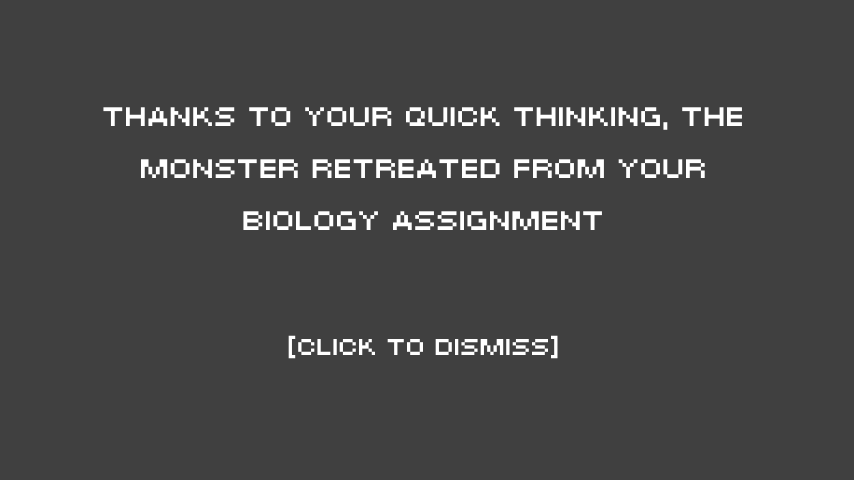 THANKS TO YOUR QUICK THINKING, THE
MONSTER RETREATED FROM YOUR
BIOLOGY ASSIGNMENT
[CLICK TO DISMISS]